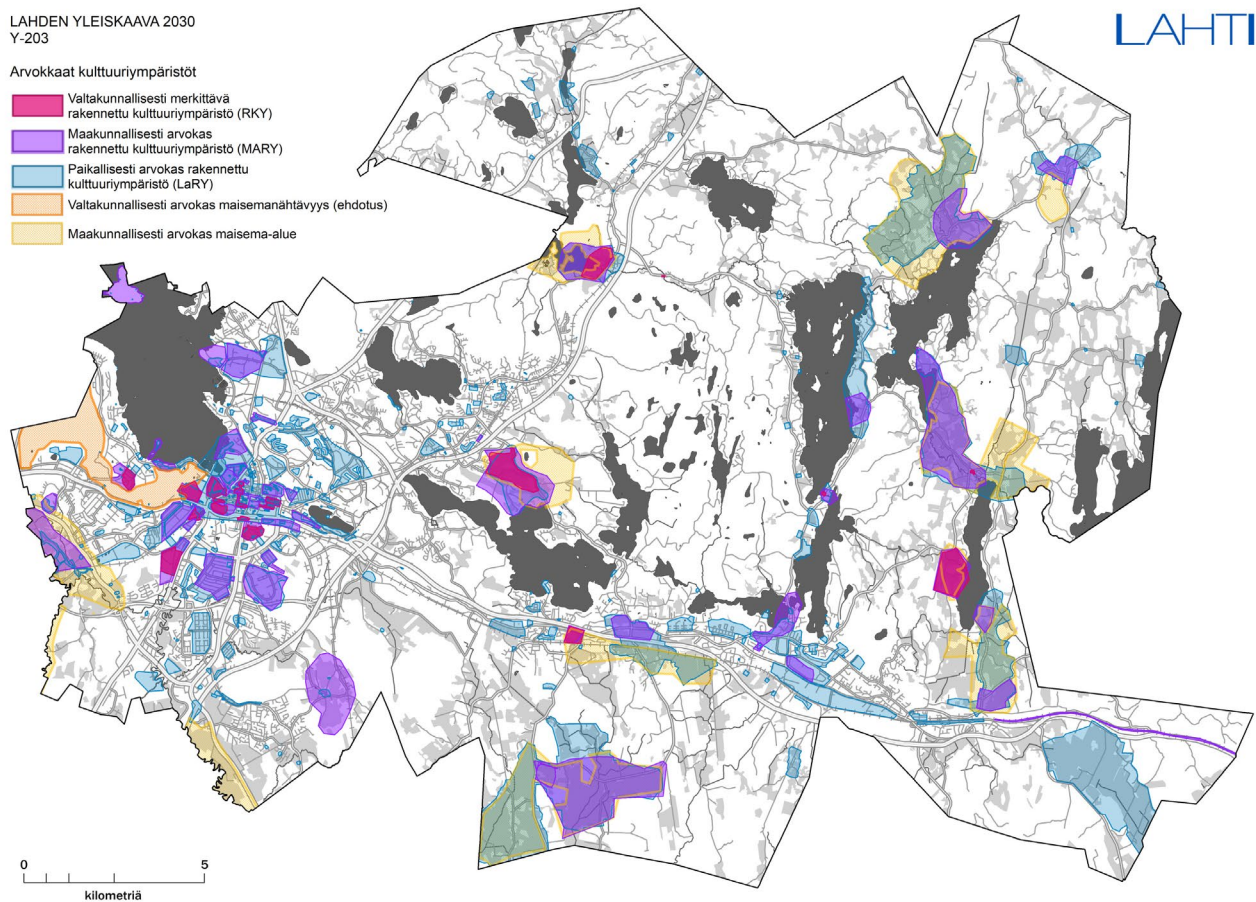 LAHDEN YLEISKAAVA 2030
Y-203
LAHTI
Arvokkaat kulttuuriympäristöt
Valtakunnallisesti merkittävä
rakennettu kulttuuriympäristö (RKY)
Maakunnallisesti arvokas
rakennettu kulttuuriympäristö (MARY)
Paikallisesti arvokas rakennettu
kulttuuriympäristö (LaRY)
Valtakunnallisesti arvokas maisemanähtävyys (ehdotus)
Maakunnallisesti arvokas maisema-alue
0 5
kilometriä